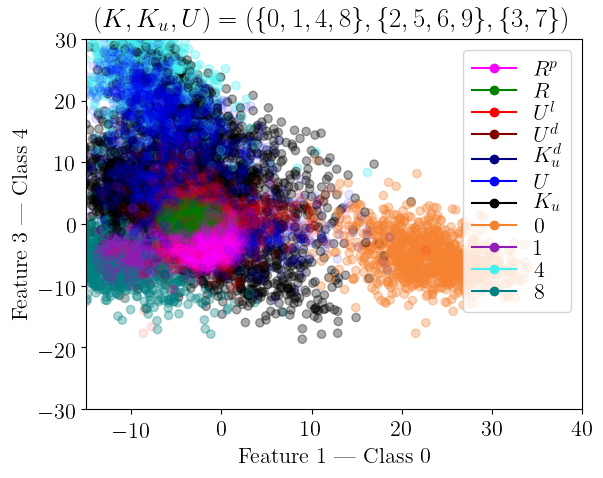 (K, K_u, U) = ({0, 1, 4, 8}, {2, 5, 6, 9}, {3, 7})
30
20
10
0
−10
−20
−30
Feature 3 — Class 4
R^p
R
U^l
U^d
K_u^d
U
K_u
0
1
4
8
−10
0
10
20
30
40
Feature 1 — Class 0